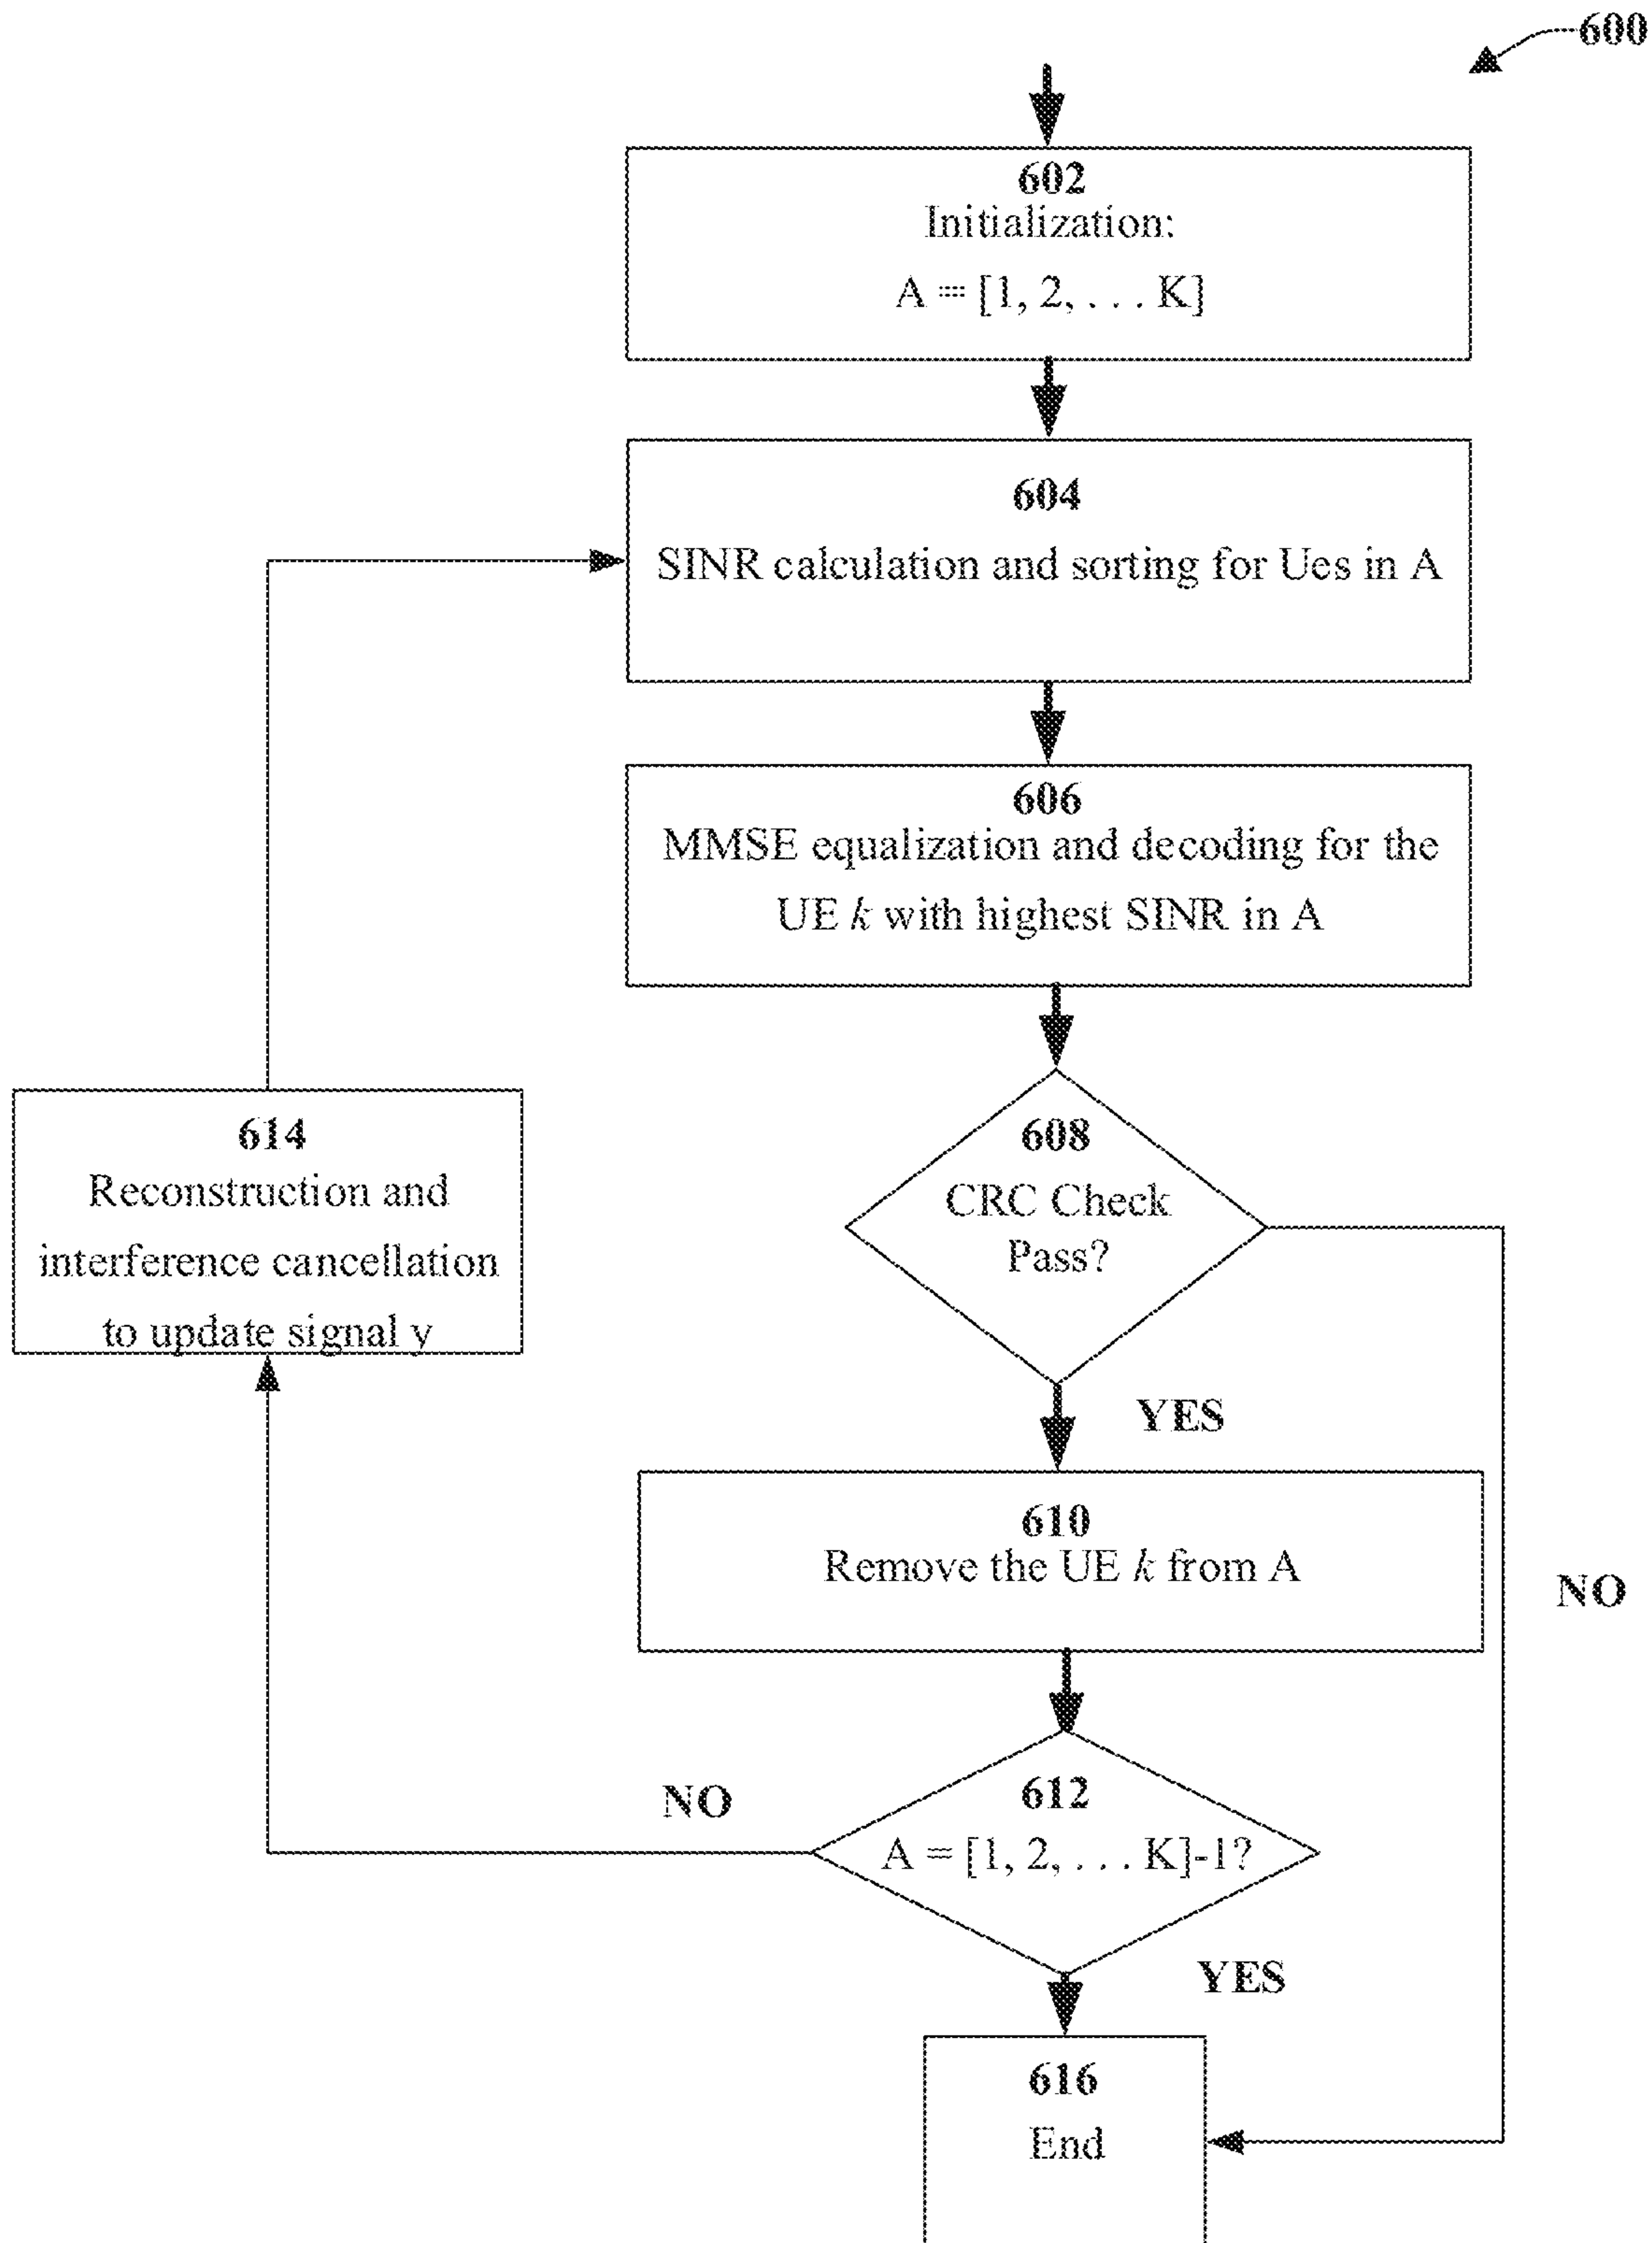 600
602
Initialization:
A = [1, 2, . . . K]
604
SINR calculation and sorting for Ues in A
606
MMSE equalization and decoding for the
UE k with highest SINR in A
608
CRC Check
Pass?
614
Reconstruction and
interference cancellation
to update signal y
YES
610
Remove the UE k from A
NO
NO
612
A = [1, 2, . . . K]-1?
YES
616
End